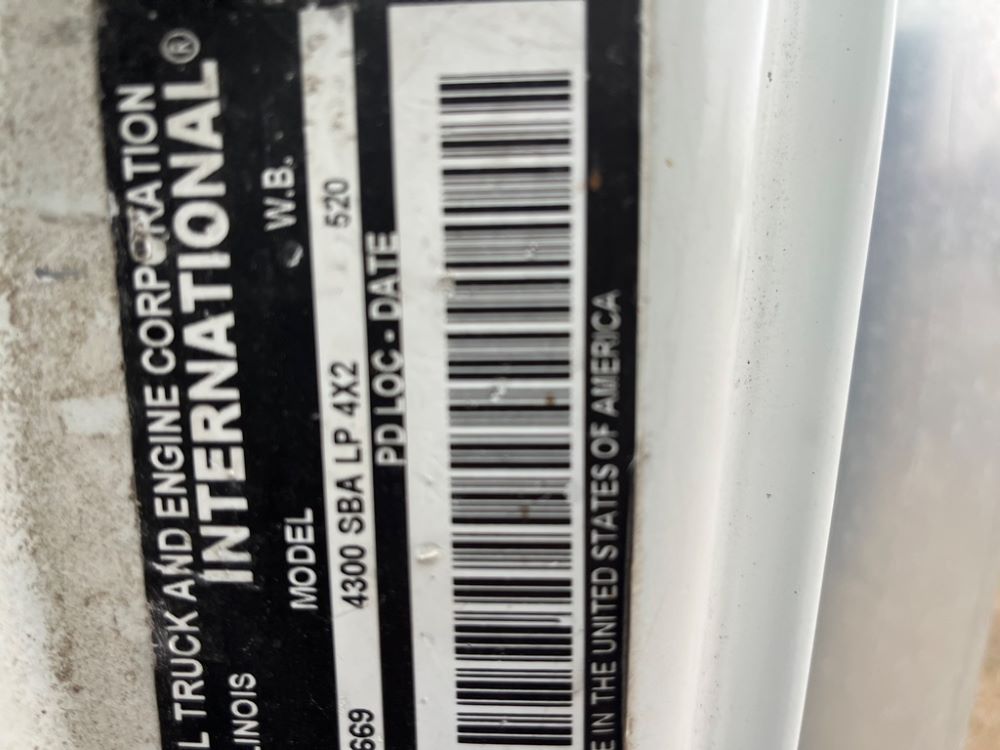 L TRUCK AND ENGINE CORPORATION
INTERNATIONAL®
LINOIS
MODEL W.B.
669 4300 SBA LP 4X2 520
PD LOC - DATE
E IN THE UNITED STATES OF AMERICA